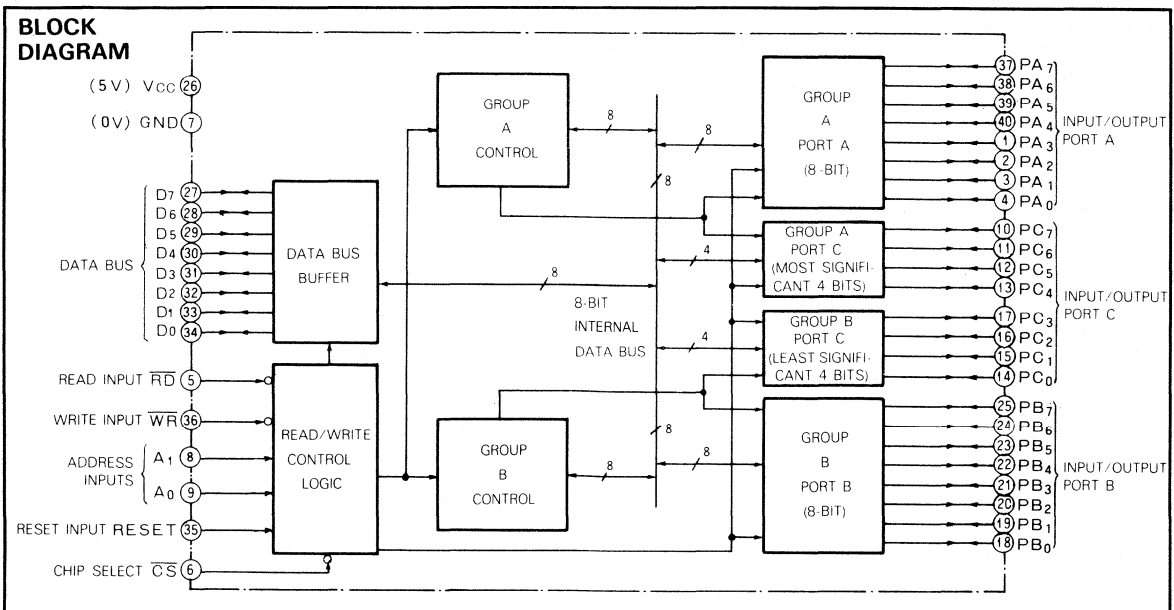 BLOCK
DIAGRAM
(5V) VCC 26
(0V) GND 7
DATA BUS
D7 27
D6 28
D5 29
D4 30
D3 31
D2 32
D1 33
D0 34
READ INPUT RD 5
WRITE INPUT WR 36
ADDRESS
INPUTS
A1 8
A0 9
RESET INPUT RESET 35
CHIP SELECT CS 6
DATA BUS
BUFFER
READ/WRITE
CONTROL
LOGIC
GROUP
A
CONTROL
GROUP
B
CONTROL
8
8
8
8
8-BIT
INTERNAL
DATA BUS
4
4
8
8
8
GROUP
A
PORT A
(8-BIT)
GROUP A
PORT C
(MOST SIGNIFI-
CANT 4 BITS)
GROUP B
PORT C
(LEAST SIGNIFI-
CANT 4 BITS)
GROUP
B
PORT B
(8-BIT)
37 PA7
38 PA6
39 PA5
40 PA4
1 PA3
2 PA2
3 PA1
4 PA0
INPUT/OUTPUT
PORT A
10 PC7
11 PC6
12 PC5
13 PC4
17 PC3
16 PC2
15 PC1
14 PC0
INPUT/OUTPUT
PORT C
25 PB7
24 PB6
23 PB5
22 PB4
21 PB3
20 PB2
19 PB1
18 PB0
INPUT/OUTPUT
PORT B